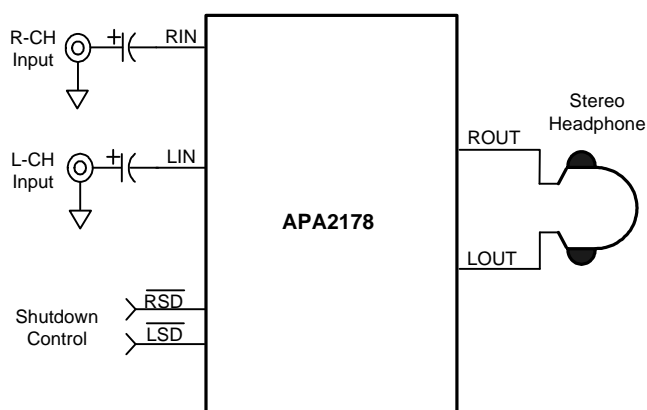 R-CH
Input
+
RIN
L-CH
Input
+
LIN
APA2178
ROUT
Stereo
Headphone
LOUT
Shutdown
Control
RSD
LSD